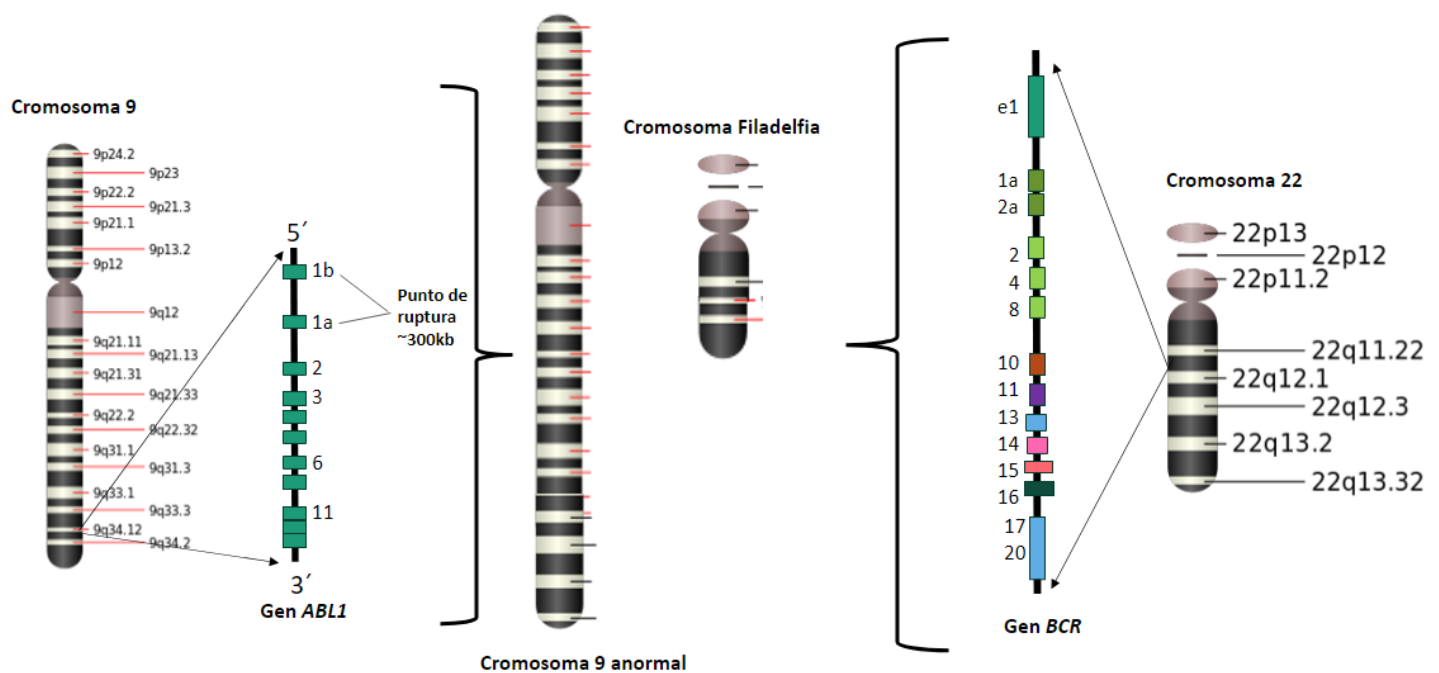 Cromosoma 9
9p24.2
9p23
9p22.2
9p21.3
9p21.1
9p13.2
9p12
9q12
9q21.11
9q21.13
9q21.31
9q21.33
9q22.2
9q22.32
9q31.1
9q31.3
9q33.1
9q33.3
9q34.12
9q34.2
5´
1b
1a
2
3
6
11
3´
Gen ABL1
Punto de
ruptura
~300kb
Cromosoma 9 anormal
Cromosoma Filadelfia
e1
1a
2a
2
4
8
10
11
13
14
15
16
17
20
Gen BCR
Cromosoma 22
22p13
22p12
22p11.2
22q11.22
22q12.1
22q12.3
22q13.2
22q13.32